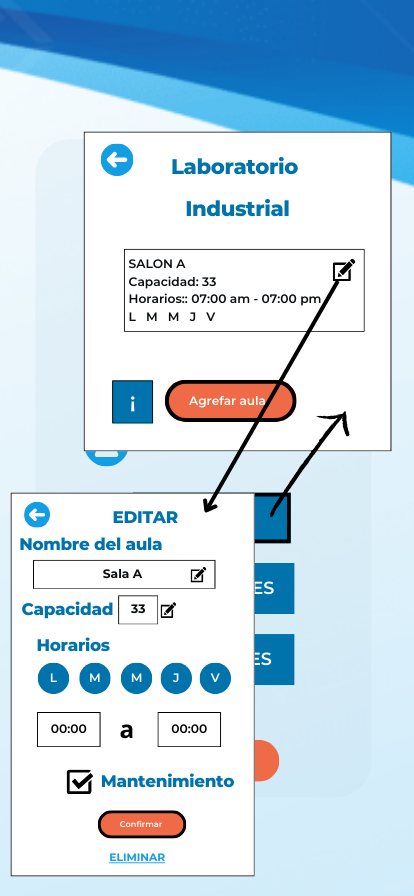 Laboratorio
Industrial
SALON A
Capacidad: 33
Horarios:: 07:00 am - 07:00 pm
L M M J V
i
Agrefar aula
EDITAR
Nombre del aula
Sala A
Capacidad 33
Horarios
L M M J V
00:00 a 00:00
Mantenimiento
Confirmar
ELIMINAR
ES
ES